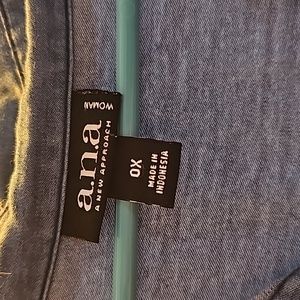 a.n.a
A NEW APPROACH
WOMAN
0X
MADE IN
INDONESIA